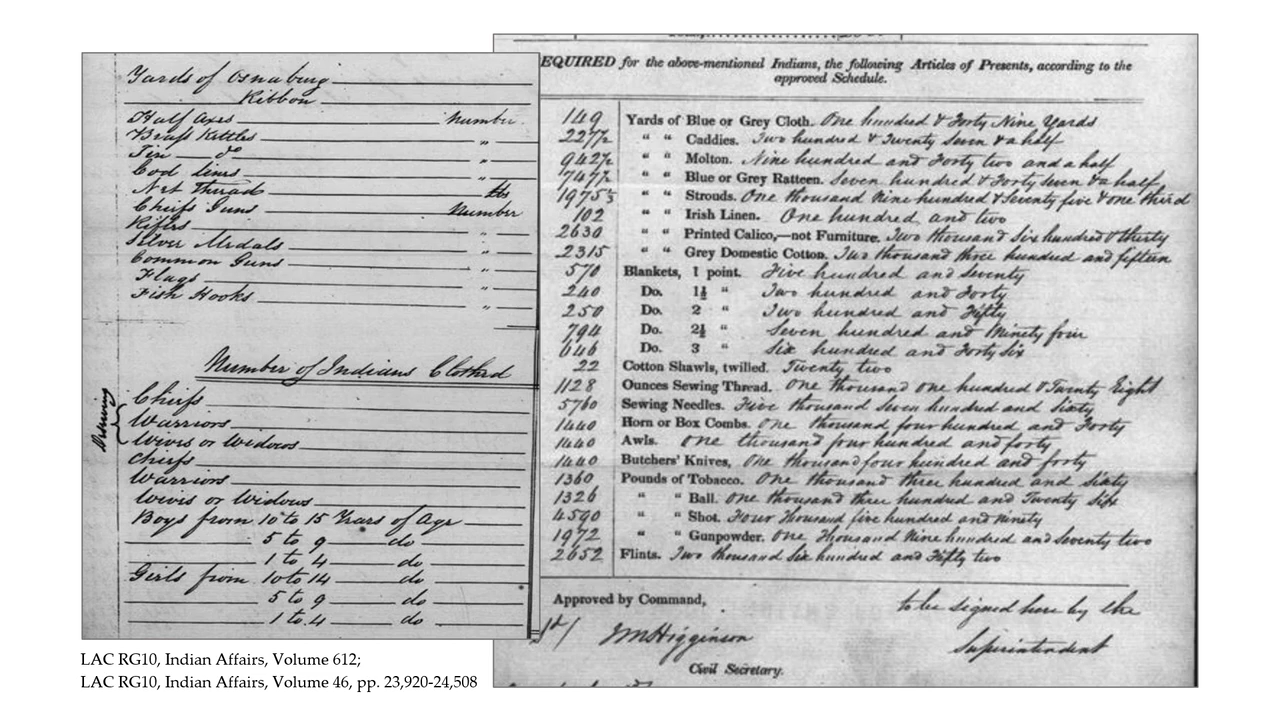 Yards of Osnaburg
Ribbon
Half Axes Number
Brass Kettles "
Tin do "
Cod Lines "
Net Thread lbs
Chiefs Guns Number
Rifles "
Silver Medals "
Common Guns "
Flags "
Fish Hooks "
Number of Indians Clothed
Chiefs
Warriors
Wives or Widows
Chiefs
Warriors
Wives or Widows
Boys from 10 to 15 Years of Age
5 to 9 do
1 to 4 do
Girls from 10 to 14 do
5 to 9 do
1 to 4 do
LAC RG10, Indian Affairs, Volume 612;
LAC RG10, Indian Affairs, Volume 46, pp. 23,920-24,508
EQUIRED for the above-mentioned Indians, the following Articles of Presents, according to the
approved Schedule.
149 Yards of Blue or Grey Cloth. One hundred & Forty Nine Yards
227½ " " Caddies. Two hundred & Twenty Seven & a half
942½ " " Molton. Nine hundred and Forty two and a half
747½ " " Blue or Grey Ratteen. Seven hundred & Forty seven & a half
1975⅓ " " Strouds. One thousand Nine hundred & Seventy five & one third
102 " " Irish Linen. One hundred and two
2630 " " Printed Calico,—not Furniture. Two thousand Six hundred & thirty
2315 " " Grey Domestic Cotton. Two thousand three hundred and fifteen
570 Blankets, 1 point. Five hundred and Seventy
240 Do. 1½ " Two hundred and Forty
250 Do. 2 " Two hundred and Fifty
794 Do. 2½ " Seven hundred and Ninety four
646 Do. 3 " Six hundred and Forty Six
22 Cotton Shawls, twilled. Twenty two
1128 Ounces Sewing Thread. One thousand one hundred & Twenty Eight
5760 Sewing Needles. Five thousand Seven hundred and Sixty
1440 Horn or Box Combs. One thousand four hundred and Forty
1440 Awls. One thousand four hundred and forty
1440 Butchers' Knives, One thousand four hundred and forty
1360 Pounds of Tobacco. One thousand three hundred and Sixty
1326 " " Ball. One thousand three hundred and Twenty Six
4590 " " Shot. Four Thousand five hundred and Ninety
1972 " " Gunpowder. One Thousand Nine hundred and Seventy two
2652 Flints. Two thousand Six hundred and Fifty two
Approved by Command,
to be signed here by the
JM Higginson
Superintendent
Civil Secretary.